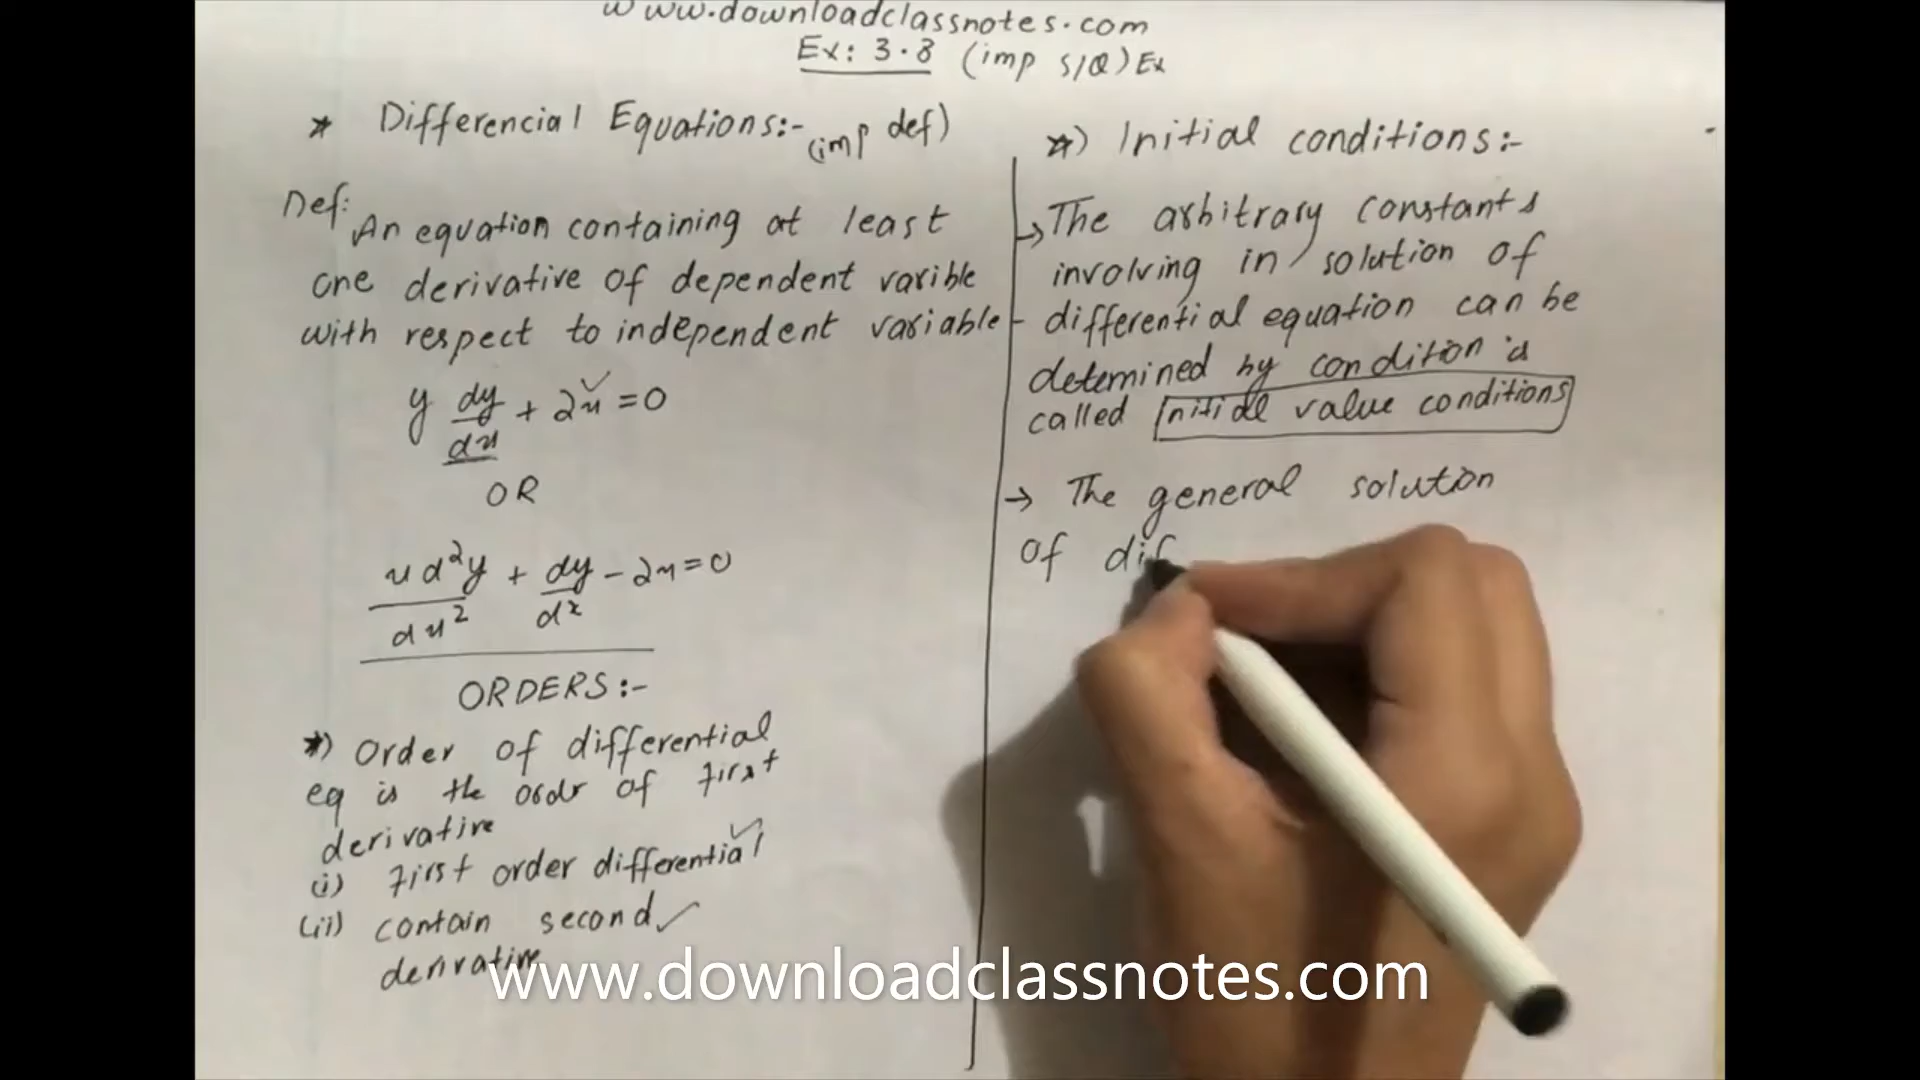 www.downloadclassnotes.com
Ex: 3.8 (imp S/Q) Ex
* Differencial Equations:- (imp def)
Def: An equation containing at least
one derivative of dependent varible
with respect to independent variable
y dy/dx + 2x = 0
OR
x d²y/dx² + dy/dx - 2x = 0
ORDERS:-
*) Order of differential
eq is the order of first
derivative
(i) first order differential
(ii) contain second
derivative
*) Initial conditions:-
→ The arbitrary constants
involving in solution of
differential equation can be
determined by condition is
called Initial value conditions
→ The general solution
of dif
www.downloadclassnotes.com